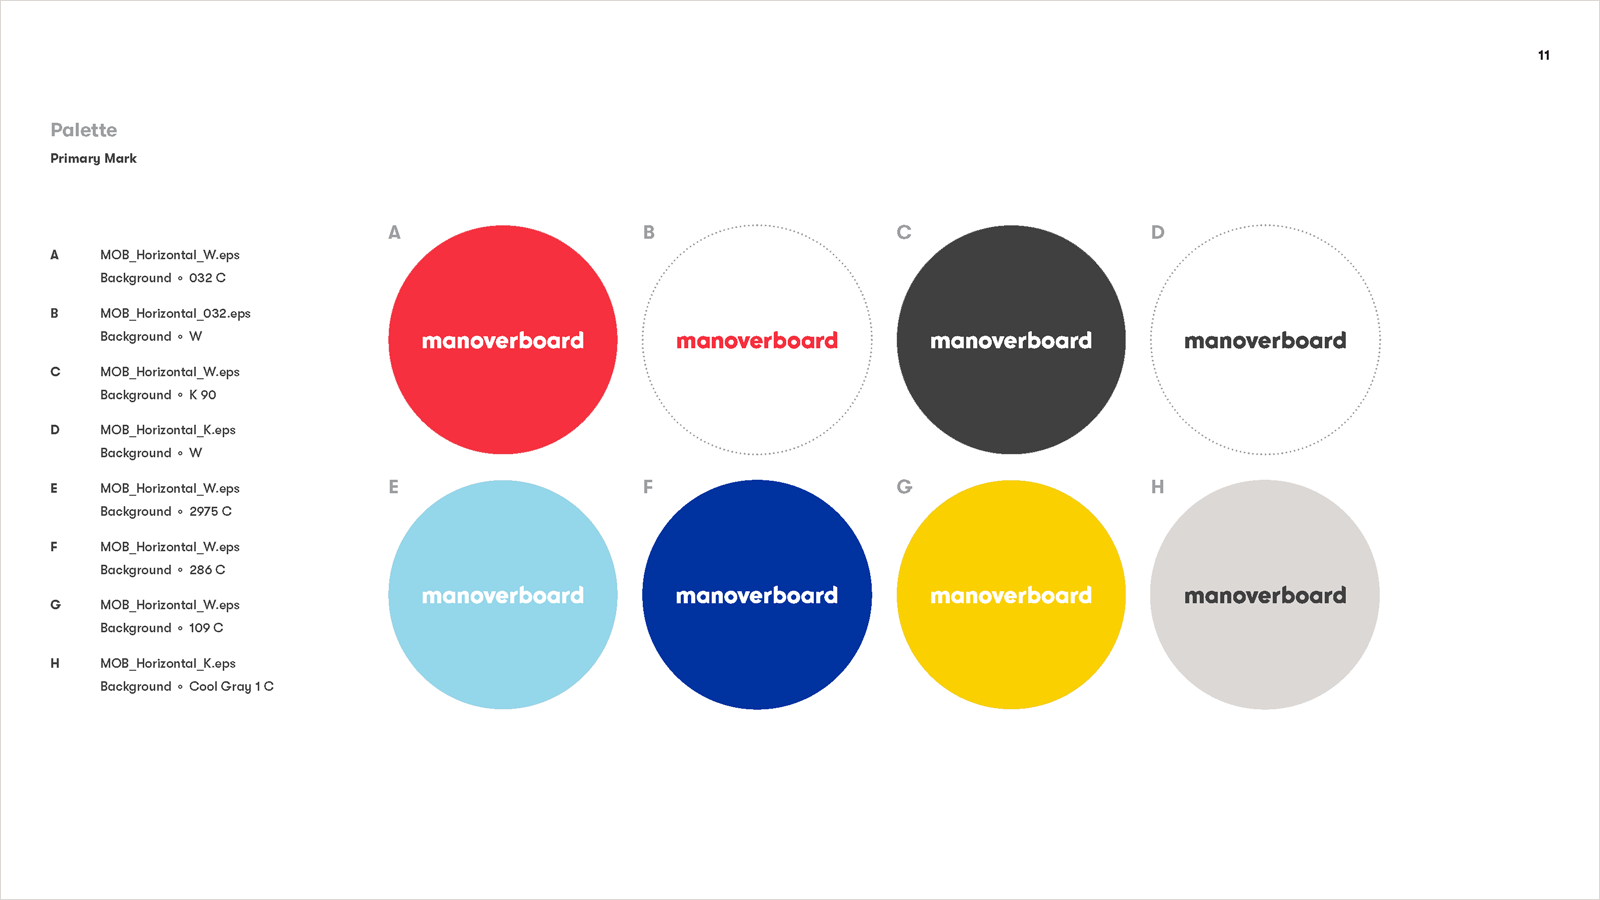 11
Palette
Primary Mark
A MOB_Horizontal_W.eps
Background ∘ 032 C
B MOB_Horizontal_032.eps
Background ∘ W
C MOB_Horizontal_W.eps
Background ∘ K 90
D MOB_Horizontal_K.eps
Background ∘ W
E MOB_Horizontal_W.eps
Background ∘ 2975 C
F MOB_Horizontal_W.eps
Background ∘ 286 C
G MOB_Horizontal_W.eps
Background ∘ 109 C
H MOB_Horizontal_K.eps
Background ∘ Cool Gray 1 C
A
manoverboard
B
manoverboard
C
manoverboard
D
manoverboard
E
manoverboard
F
manoverboard
G
manoverboard
H
manoverboard